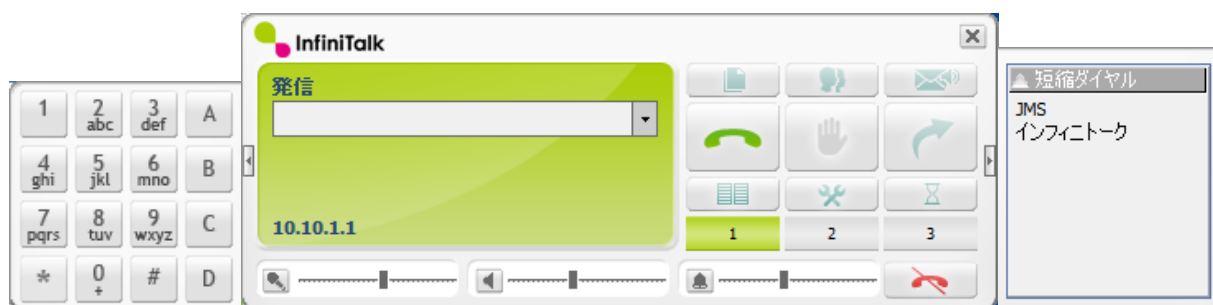 InfiniTalk
発信
10.10.1.1
1
2
abc
3
def
A
4
ghi
5
jkl
6
mno
B
7
pqrs
8
tuv
9
wxyz
C
*
0
+
#
D
1
2
3
短縮ダイヤル
JMS
インフィニトーク